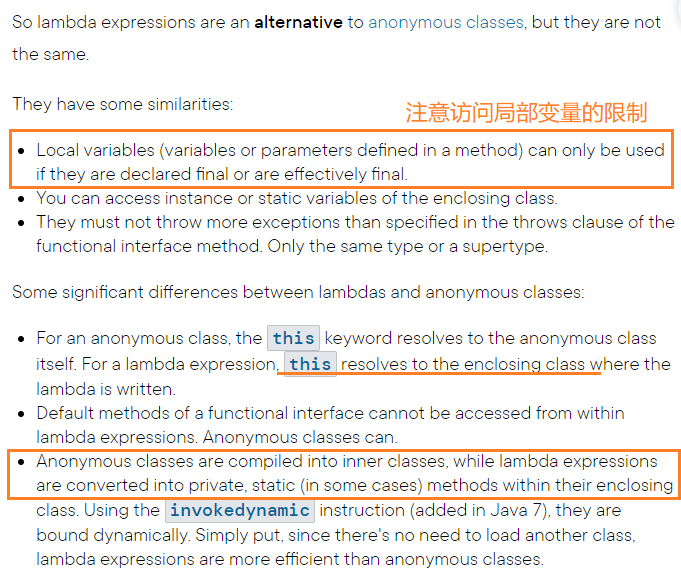 So lambda expressions are an alternative to anonymous classes, but they are not
the same.
They have some similarities:
注意访问局部变量的限制
Local variables (variables or parameters defined in a method) can only be used
if they are declared final or are effectively final.
You can access instance or static variables of the enclosing class.
They must not throw more exceptions than specified in the throws clause of the
functional interface method. Only the same type or a supertype.
Some significant differences between lambdas and anonymous classes:
For an anonymous class, the this keyword resolves to the anonymous class
itself. For a lambda expression, this resolves to the enclosing class where the
lambda is written.
Default methods of a functional interface cannot be accessed from within
lambda expressions. Anonymous classes can.
Anonymous classes are compiled into inner classes, while lambda expressions
are converted into private, static (in some cases) methods within their enclosing
class. Using the invokedynamic instruction (added in Java 7), they are
bound dynamically. Simply put, since there's no need to load another class,
lambda expressions are more efficient than anonymous classes.